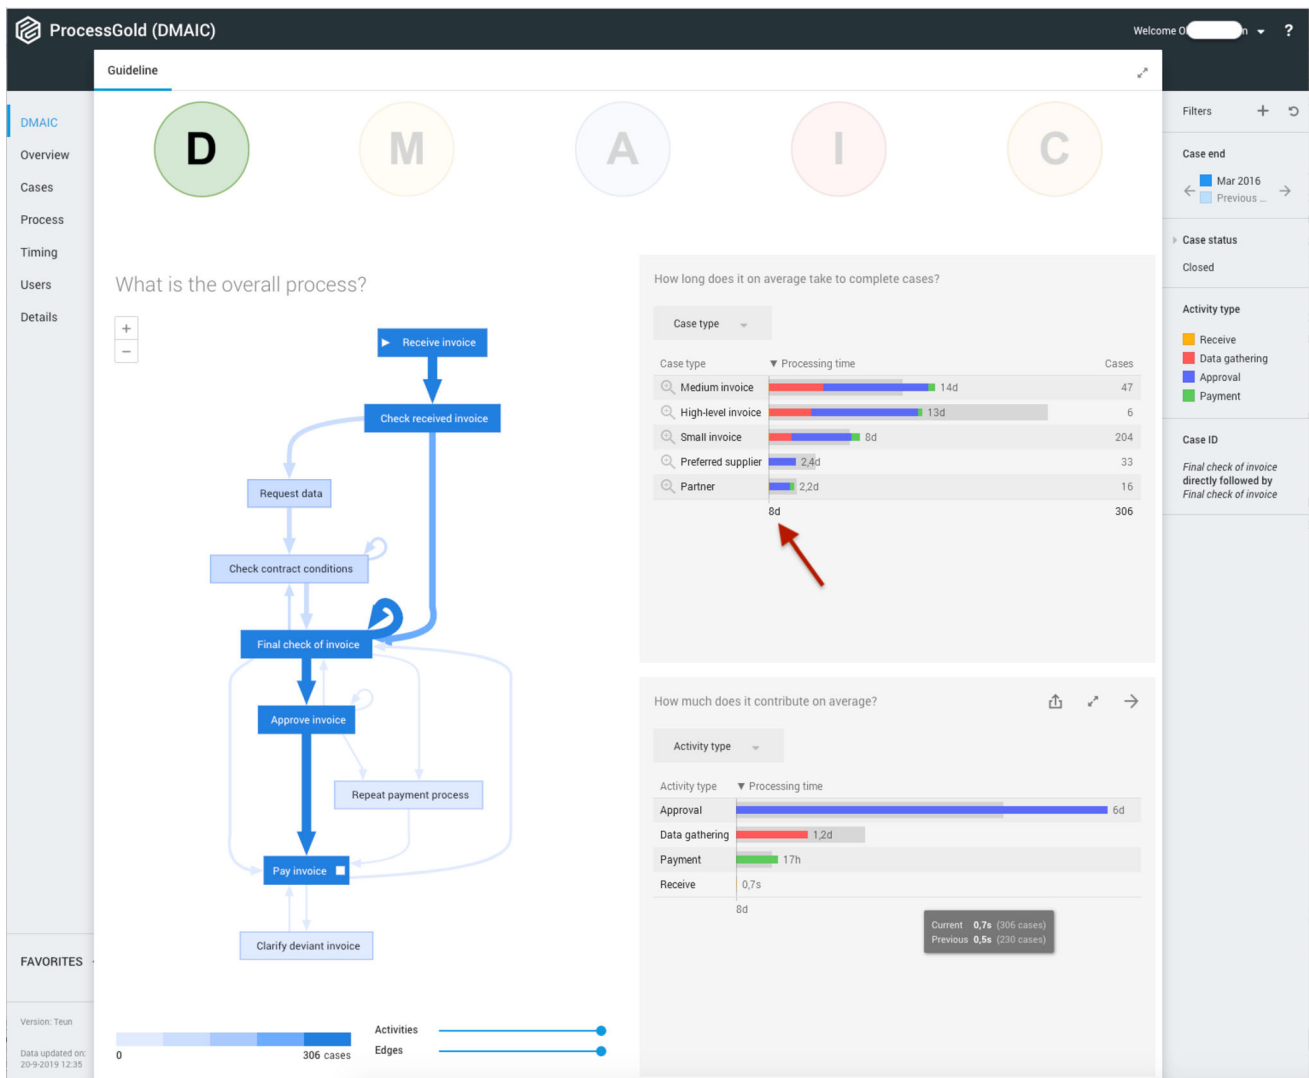 ProcessGold (DMAIC)
Welcome O
n
?
Guideline
DMAIC
Overview
Cases
Process
Timing
Users
Details
FAVORITES
Version: Teun
Data updated on:
20-9-2019 12:35
D
M
A
I
C
What is the overall process?
+
−
Receive invoice
Check received invoice
Request data
Check contract conditions
Final check of invoice
Approve invoice
Repeat payment process
Pay invoice
Clarify deviant invoice
0
306 cases
Activities
Edges
How long does it on average take to complete cases?
Case type
Case type ▼ Processing time Cases
Medium invoice 14d 47
High-level invoice 13d 6
Small invoice 8d 204
Preferred supplier 2,4d 33
Partner 2,2d 16
8d 306
How much does it contribute on average?
Activity type
Activity type ▼ Processing time
Approval 6d
Data gathering 1,2d
Payment 17h
Receive 0,7s
8d
Current 0,7s (306 cases)
Previous 0,5s (230 cases)
Filters
Case end
Mar 2016
Previous ...
Case status
Closed
Activity type
Receive
Data gathering
Approval
Payment
Case ID
Final check of invoice
directly followed by
Final check of invoice